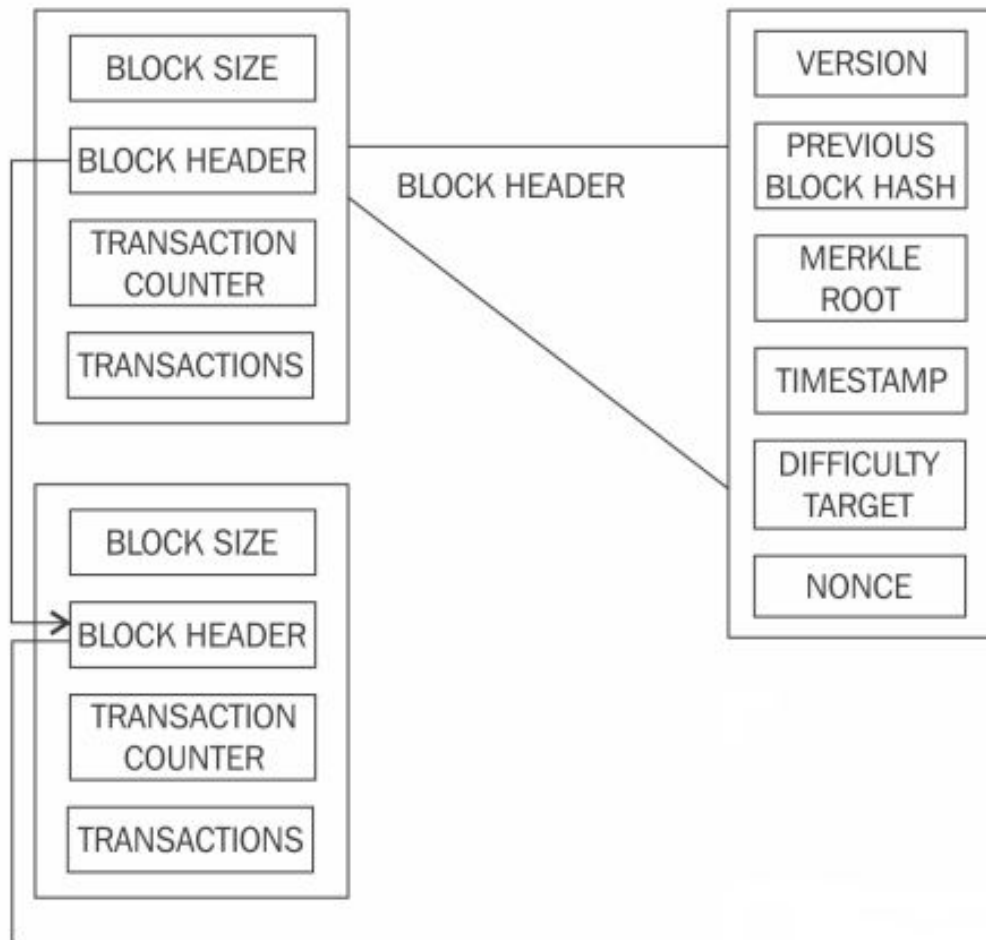 BLOCK SIZE
BLOCK HEADER
TRANSACTION
COUNTER
TRANSACTIONS
BLOCK HEADER
VERSION
PREVIOUS
BLOCK HASH
MERKLE
ROOT
TIMESTAMP
DIFFICULTY
TARGET
NONCE
BLOCK SIZE
BLOCK HEADER
TRANSACTION
COUNTER
TRANSACTIONS